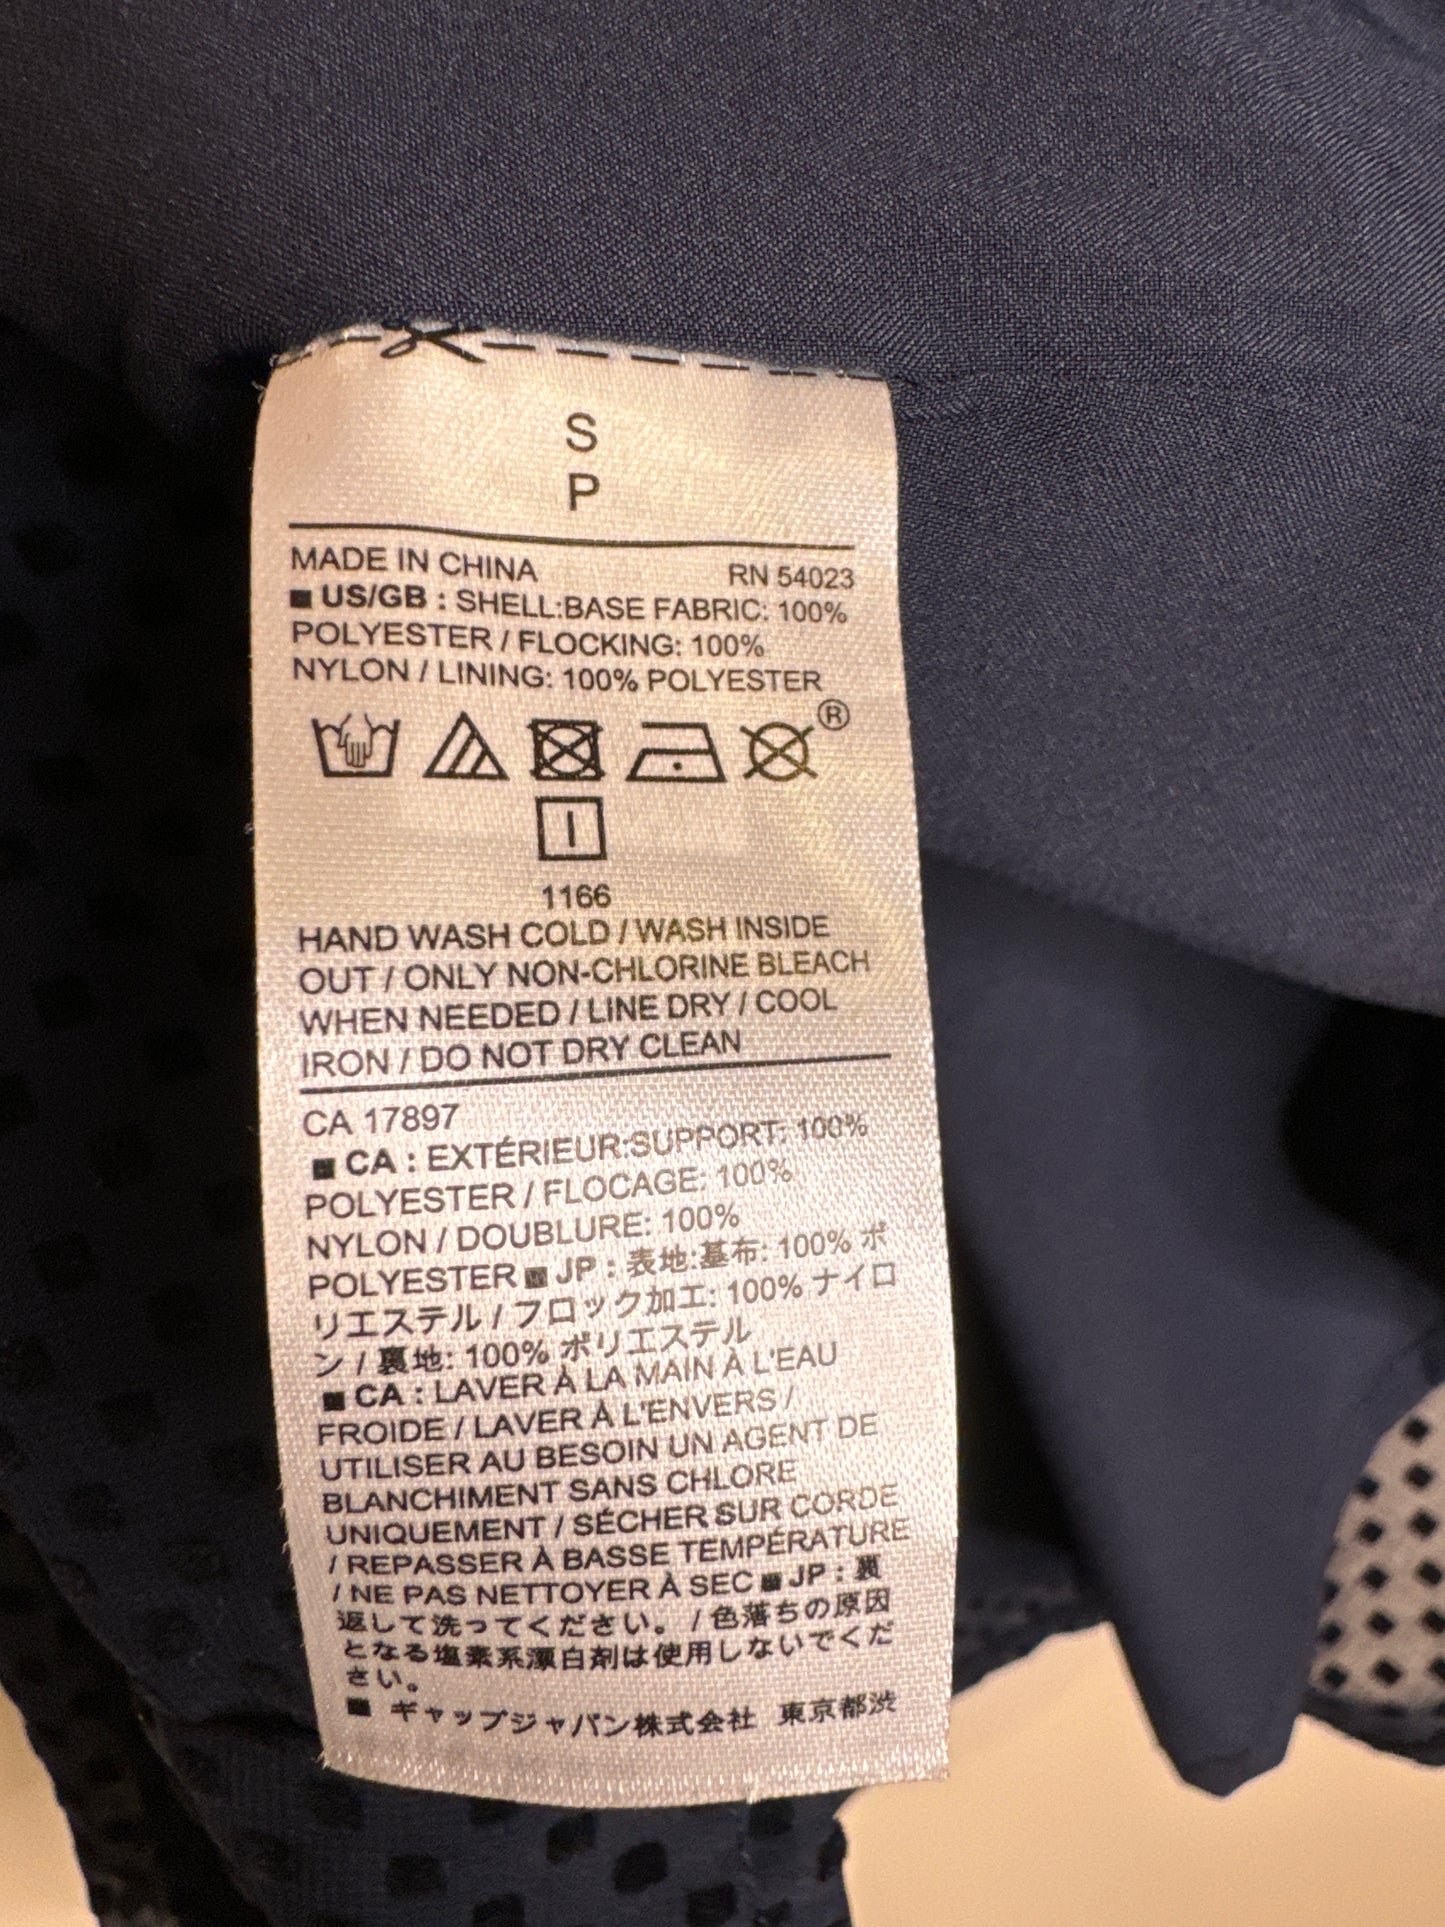 S
P
MADE IN CHINA RN 54023
■ US/GB : SHELL:BASE FABRIC: 100%
POLYESTER / FLOCKING: 100%
NYLON / LINING: 100% POLYESTER
®
1166
HAND WASH COLD / WASH INSIDE
OUT / ONLY NON-CHLORINE BLEACH
WHEN NEEDED / LINE DRY / COOL
IRON / DO NOT DRY CLEAN
CA 17897
■ CA : EXTÉRIEUR:SUPPORT: 100%
POLYESTER / FLOCAGE: 100%
NYLON / DOUBLURE: 100%
POLYESTER ■ JP : 表地:基布: 100% ポ
リエステル / フロック加工: 100% ナイロ
ン / 裏地: 100% ポリエステル
■ CA : LAVER À LA MAIN À L'EAU
FROIDE / LAVER À L'ENVERS /
UTILISER AU BESOIN UN AGENT DE
BLANCHIMENT SANS CHLORE
UNIQUEMENT / SÉCHER SUR CORDE
/ REPASSER À BASSE TEMPÉRATURE
/ NE PAS NETTOYER À SEC ■ JP : 裏
返して洗ってください。 / 色落ちの原因
となる塩素系漂白剤は使用しないでくだ
さい。
■ ギャップジャパン株式会社 東京都渋